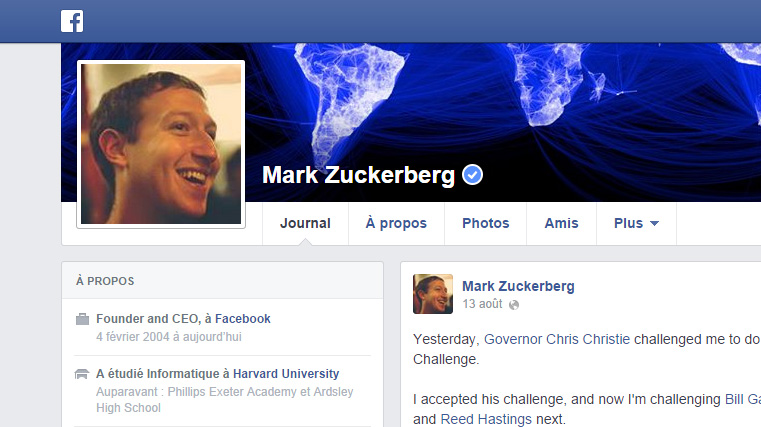 f
Mark Zuckerberg
Journal À propos Photos Amis Plus
À PROPOS
Founder and CEO, à Facebook
4 février 2004 à aujourd'hui
A étudié Informatique à Harvard University
Auparavant : Phillips Exeter Academy et Ardsley
High School
Mark Zuckerberg
13 août
Yesterday, Governor Chris Christie challenged me to do
Challenge.
I accepted his challenge, and now I'm challenging Bill Ga
and Reed Hastings next.